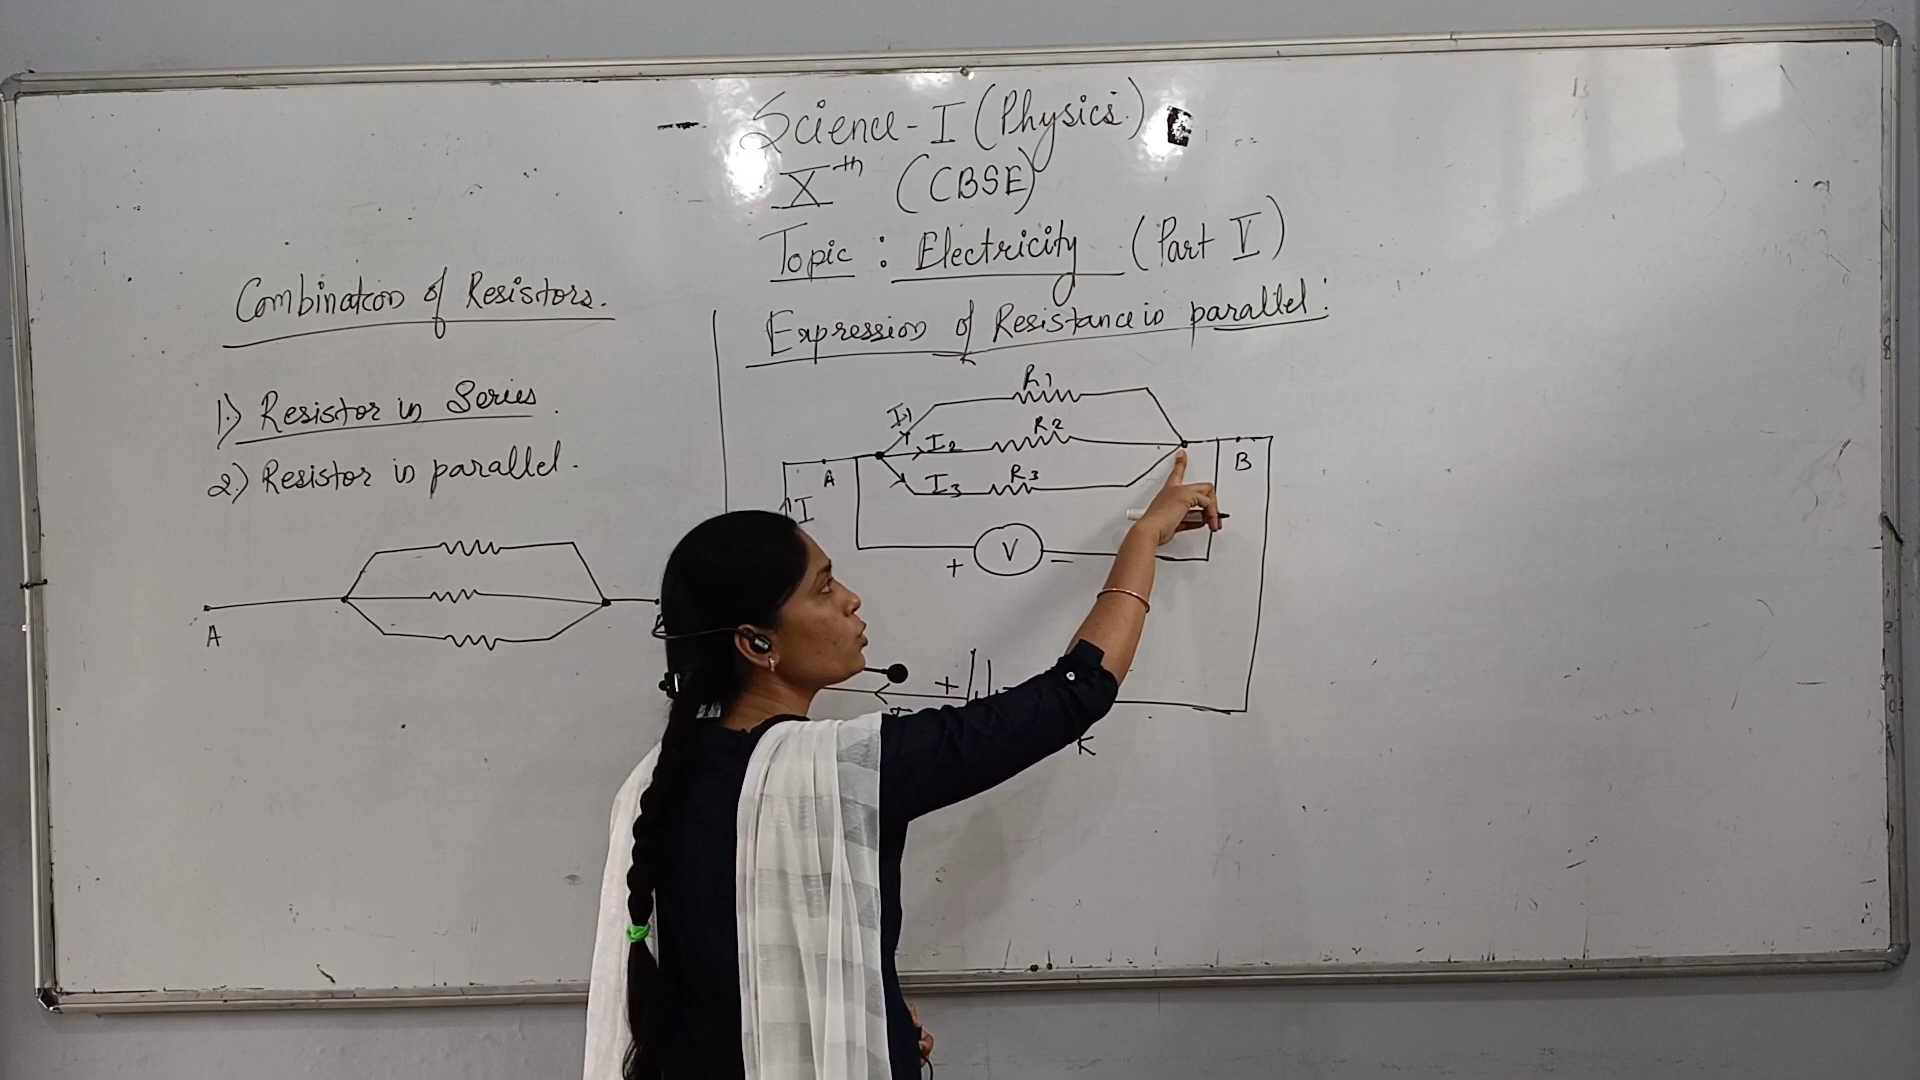 Science - I (Physics)
Xth (CBSE)
Topic : Electricity (Part V)
Combination of Resistors.
1.) Resistor in Series.
2.) Resistor in parallel.
A
Expression of Resistance in parallel :
R1
I1
I2
R2
I3
R3
A
B
I
+ V -
+
K